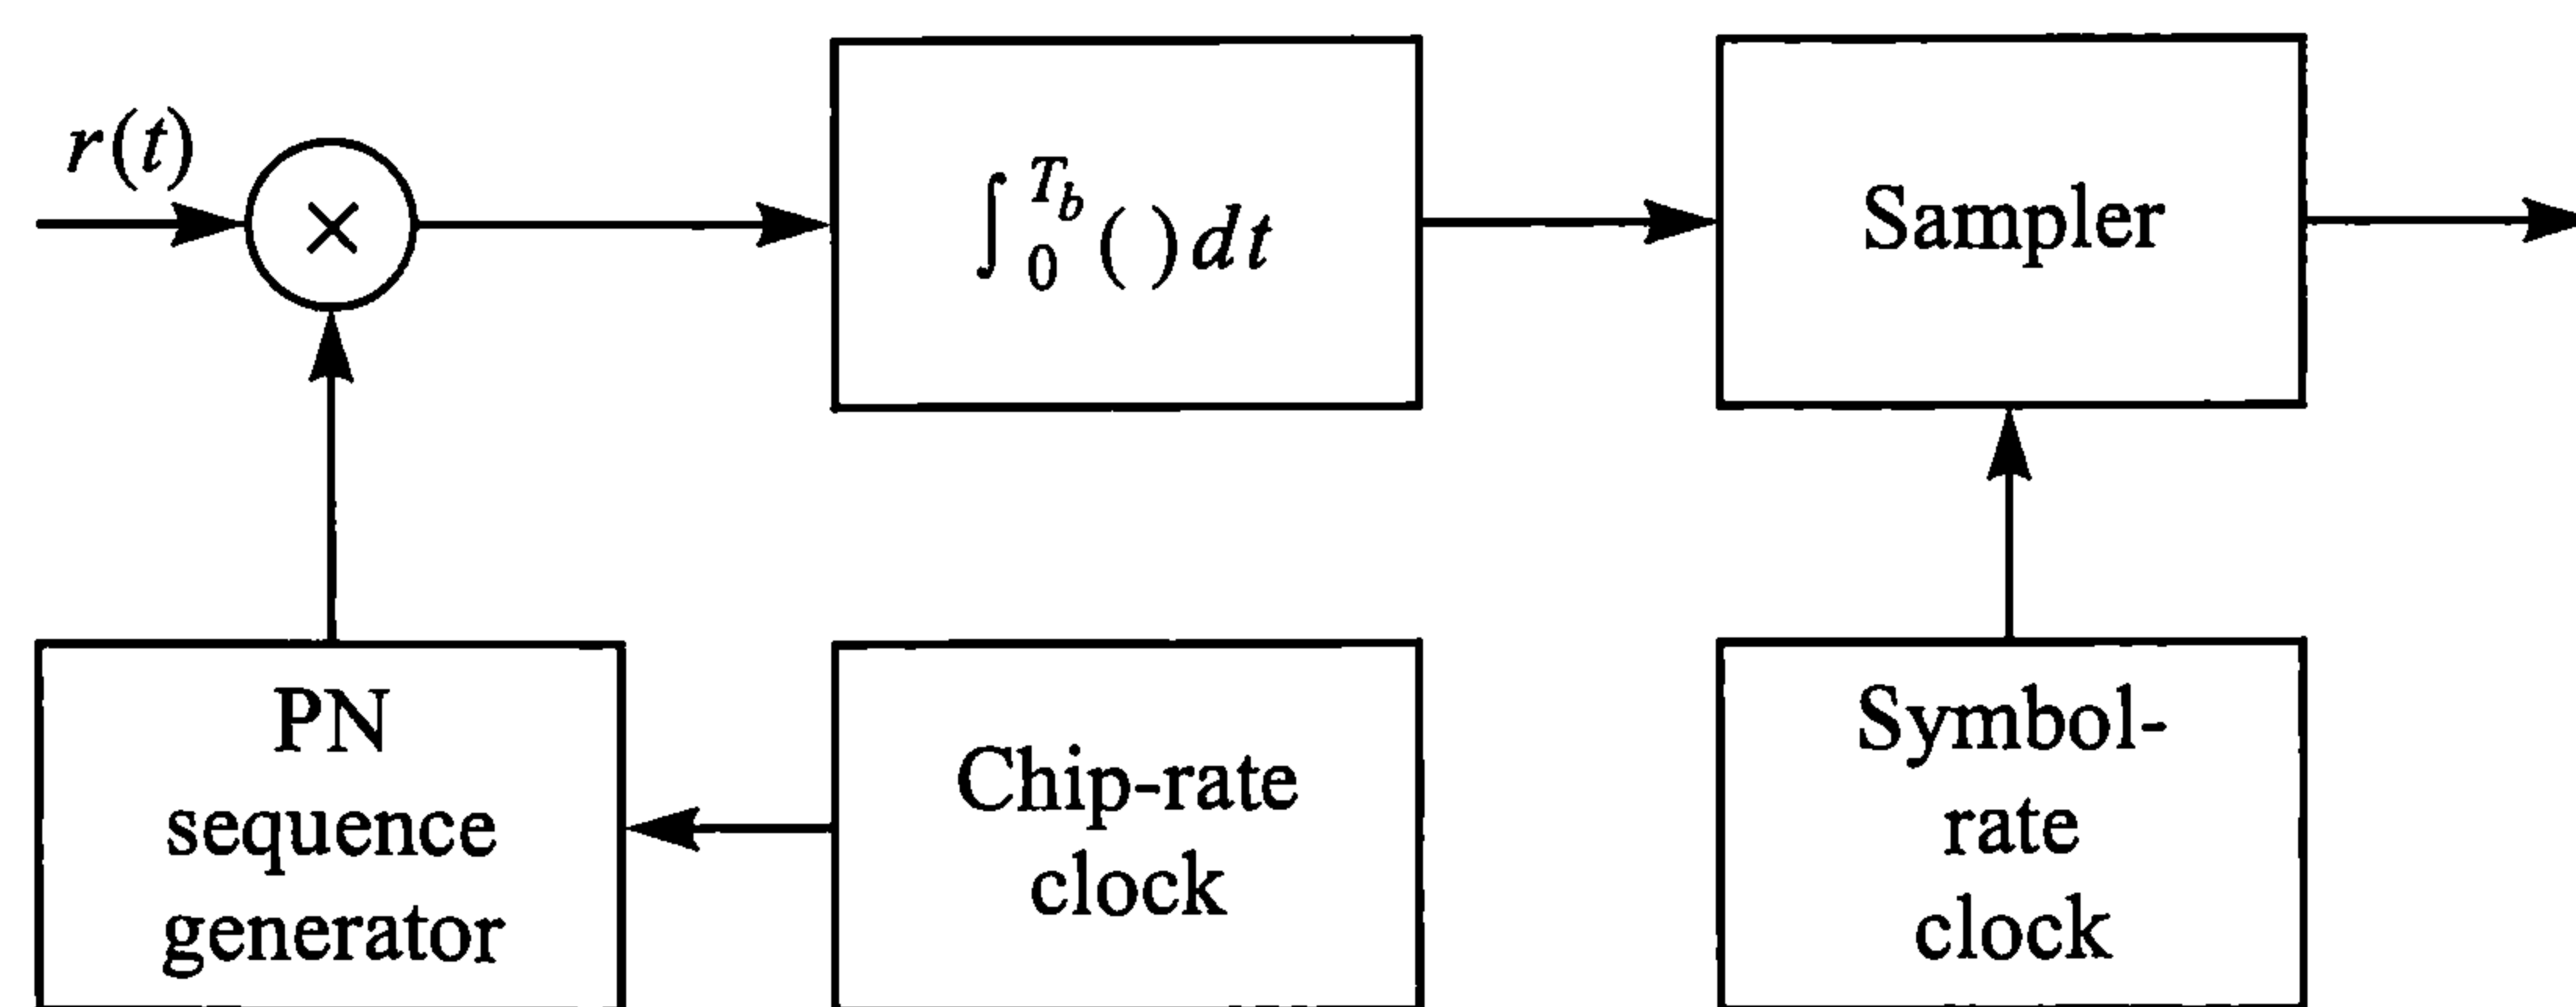 r(t)
×
∫₀^{T_b} ( ) dt
Sampler
PN
sequence
generator
Chip-rate
clock
Symbol-
rate
clock